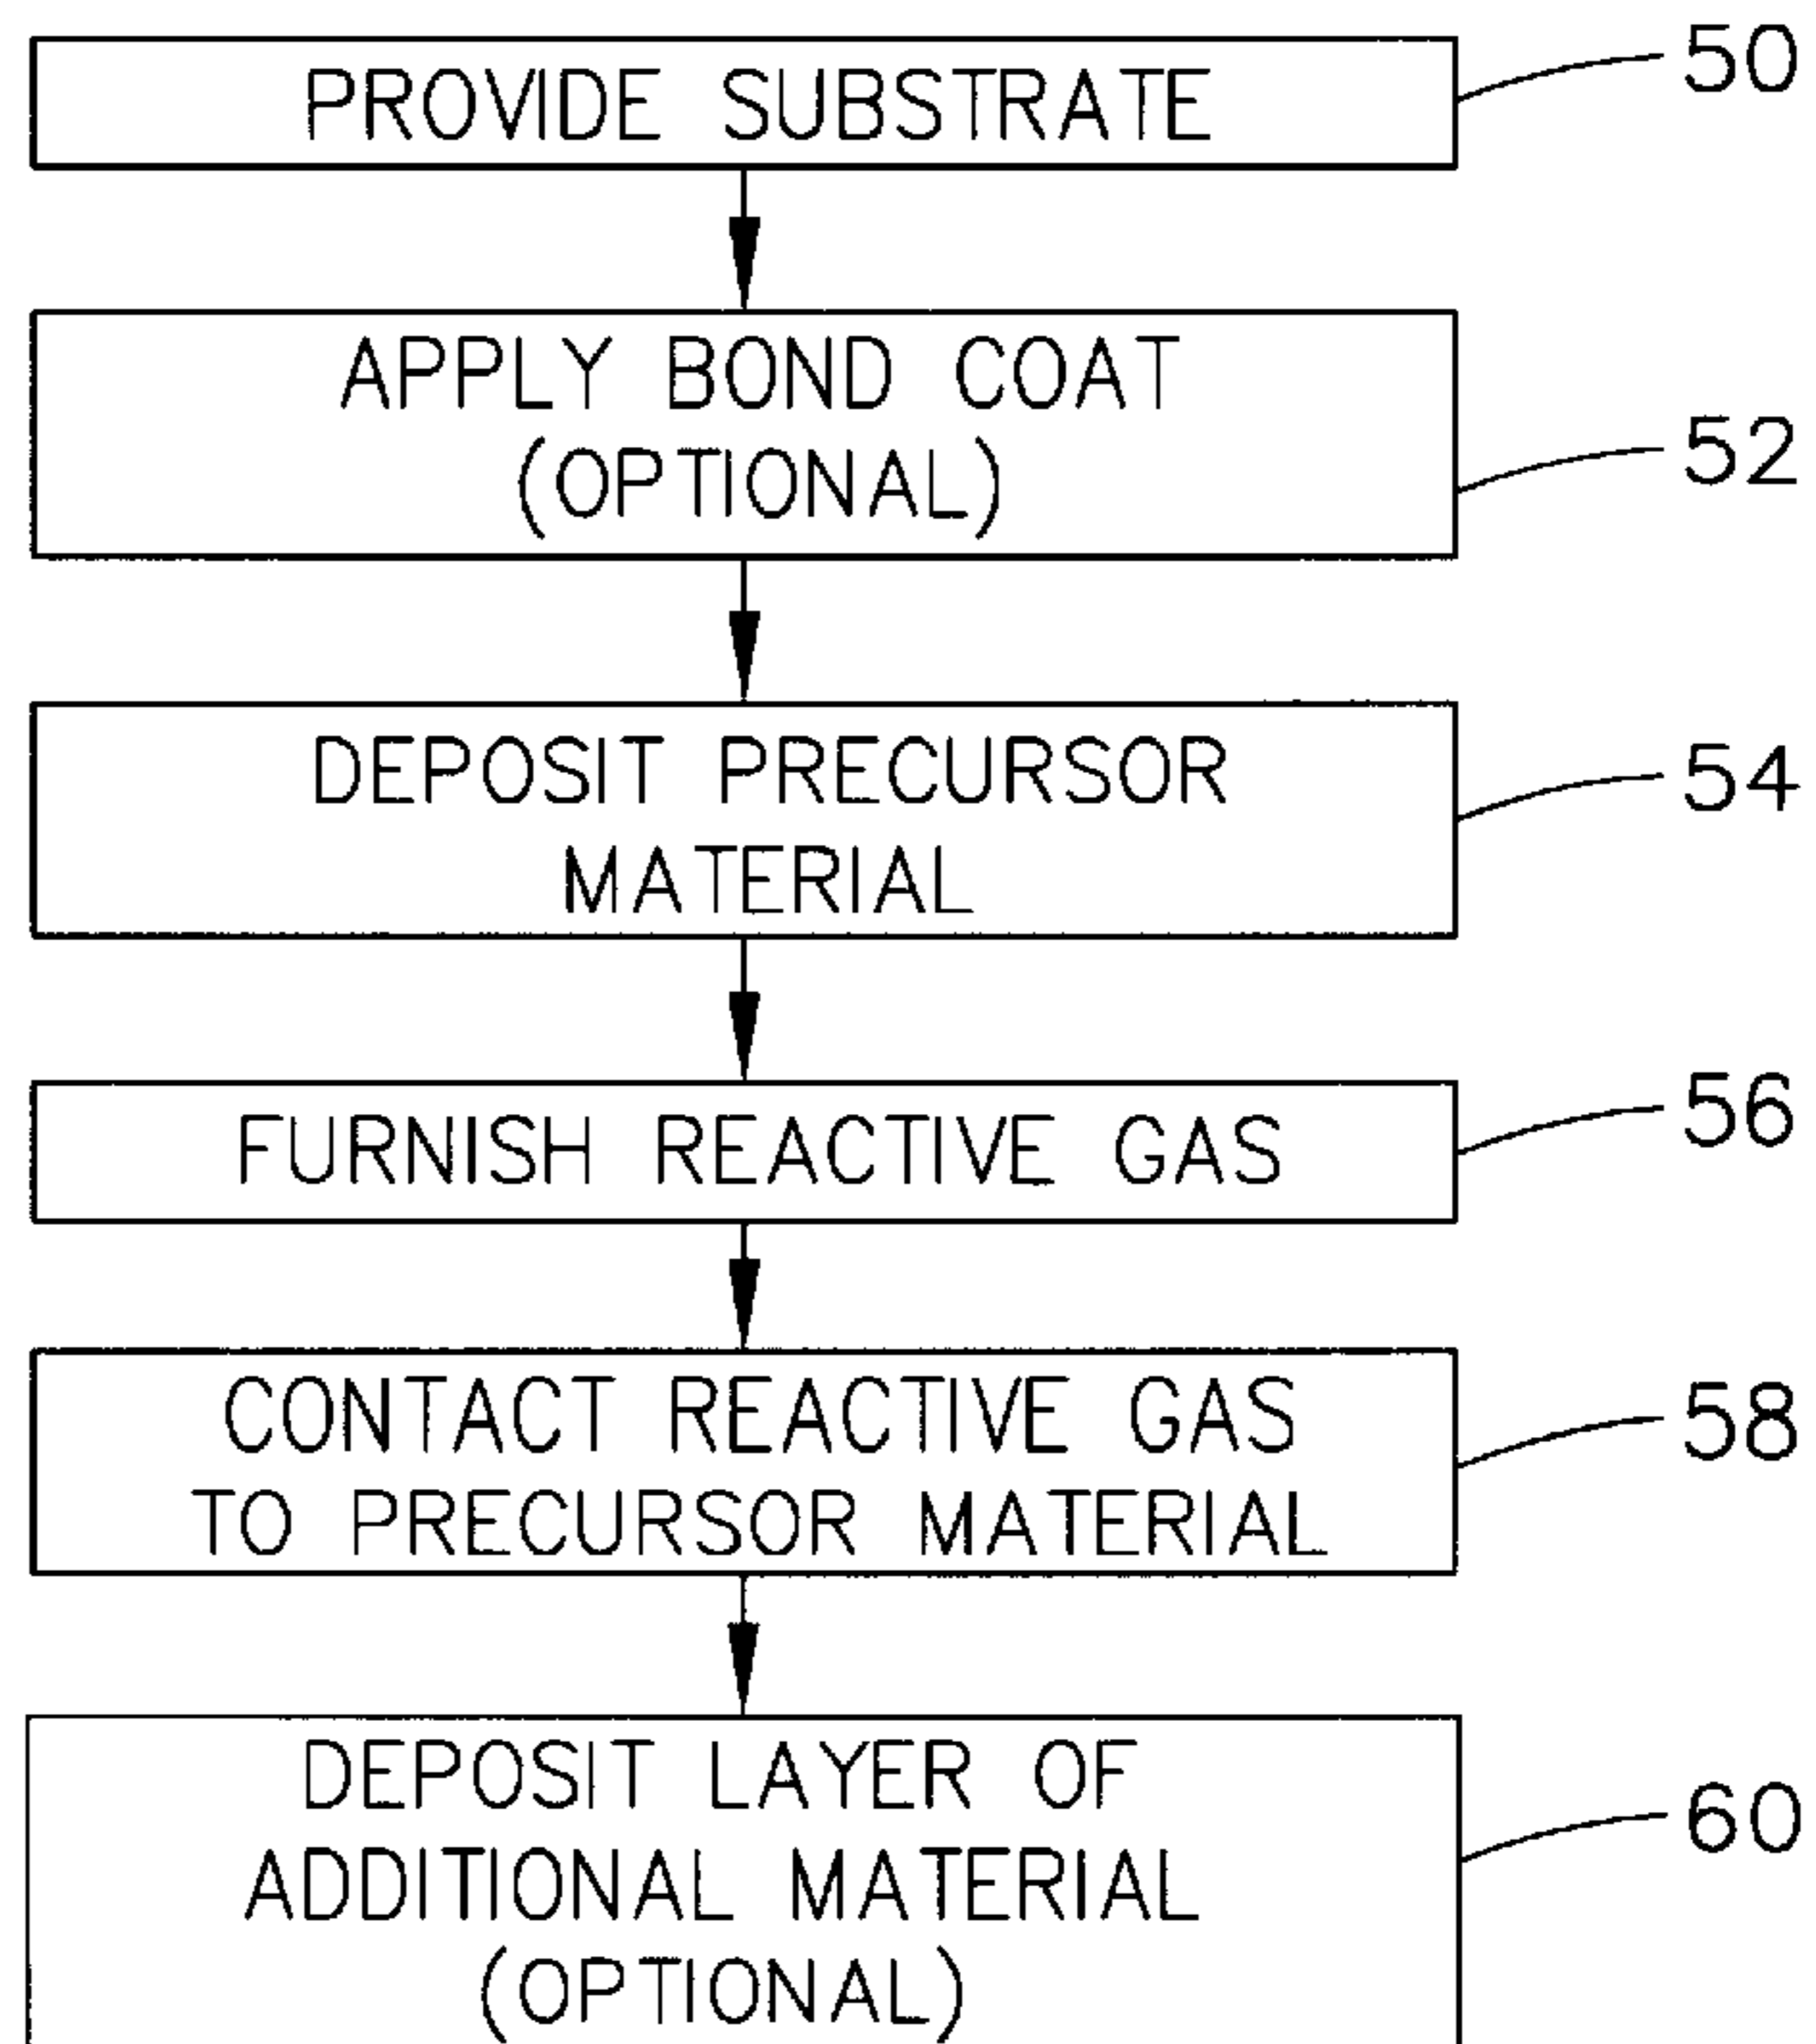 PROVIDE SUBSTRATE
50
APPLY BOND COAT
(OPTIONAL)
52
DEPOSIT PRECURSOR
MATERIAL
54
FURNISH REACTIVE GAS
56
CONTACT REACTIVE GAS
TO PRECURSOR MATERIAL
58
DEPOSIT LAYER OF
ADDITIONAL MATERIAL
(OPTIONAL)
60